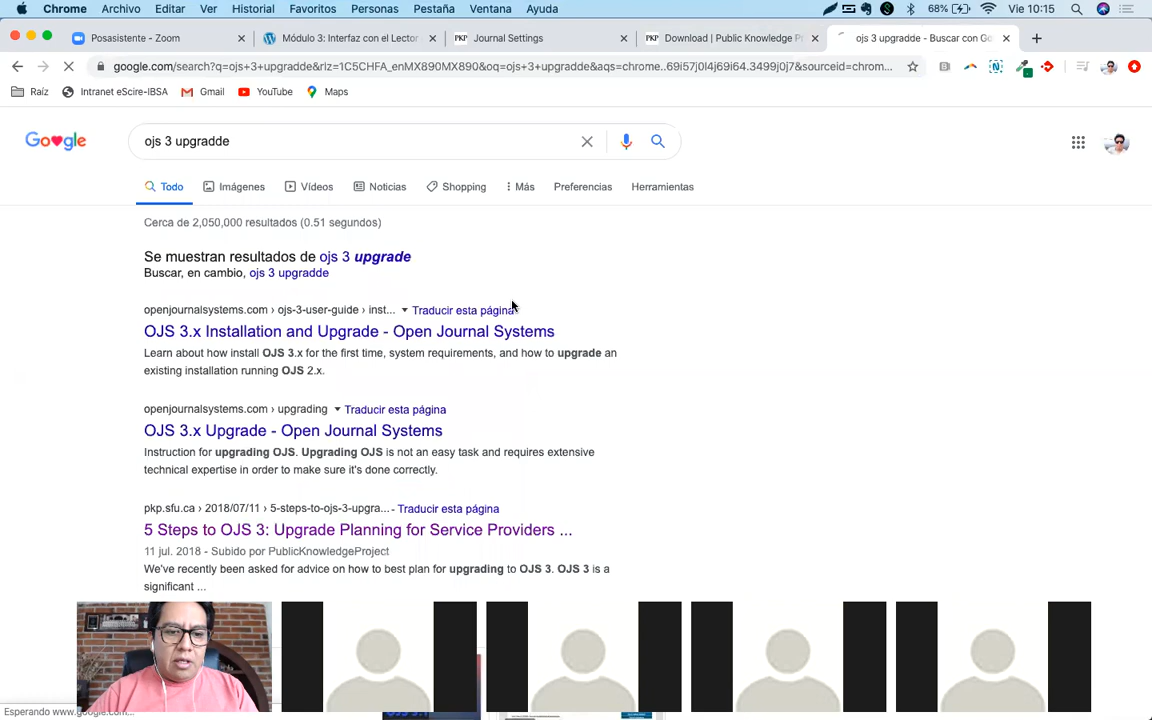 Chrome Archivo Editar Ver Historial Favoritos Personas Pestaña Ventana Ayuda 68% Vie 10:15
Posasistente - Zoom Módulo 3: Interfaz con el Lector PKP Journal Settings PKP Download | Public Knowledge P ojs 3 upgradde - Buscar con Go
google.com/search?q=ojs+3+upgradde&rlz=1C5CHFA_enMX890MX890&oq=ojs+3+upgradde&aqs=chrome..69i57j0l4j69i64.3499j0j7&sourceid=chrom...
Raíz Intranet eScire-IBSA Gmail YouTube Maps
Google ojs 3 upgradde
Todo Imágenes Vídeos Noticias Shopping Más Preferencias Herramientas
Cerca de 2,050,000 resultados (0.51 segundos)
Se muestran resultados de ojs 3 upgrade
Buscar, en cambio, ojs 3 upgradde
openjournalsystems.com › ojs-3-user-guide › inst... Traducir esta página
OJS 3.x Installation and Upgrade - Open Journal Systems
Learn about how install OJS 3.x for the first time, system requirements, and how to upgrade an
existing installation running OJS 2.x.
openjournalsystems.com › upgrading Traducir esta página
OJS 3.x Upgrade - Open Journal Systems
Instruction for upgrading OJS. Upgrading OJS is not an easy task and requires extensive
technical expertise in order to make sure it's done correctly.
pkp.sfu.ca › 2018/07/11 › 5-steps-to-ojs-3-upgra... - Traducir esta página
5 Steps to OJS 3: Upgrade Planning for Service Providers ...
11 jul. 2018 - Subido por PublicKnowledgeProject
We've recently been asked for advice on how to best plan for upgrading to OJS 3. OJS 3 is a
significant ...
Esperando www.google.com...